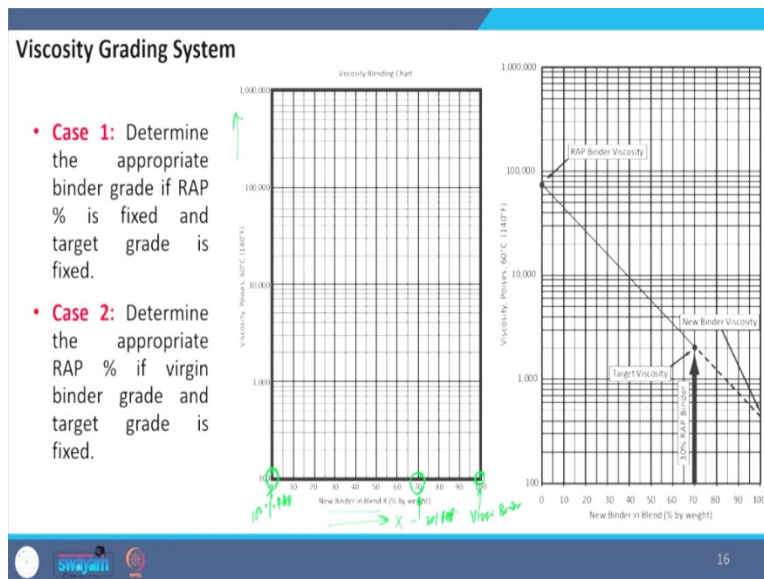 Viscosity Grading System
• Case 1: Determine
the appropriate
binder grade if RAP
% is fixed and
target grade is
fixed.
• Case 2: Determine
the appropriate
RAP % if virgin
binder grade and
target grade is
fixed.
Viscosity Blending Chart
1,000,000
100,000
10,000
1,000
100
Viscosity, Poises, 60°C (140°F)
0 10 20 30 40 50 60 70 80 90 100
New Binder in Blend R (% by weight)
100% RAP
X
30% RAP
Virgin Binder
1,000,000
100,000
10,000
1,000
100
Viscosity, Poises, 60°C (140°F)
RAP Binder Viscosity
New Binder Viscosity
Target Viscosity
30% RAP Binder
0 10 20 30 40 50 60 70 80 90 100
New Binder in Blend (% by weight)
swayam
16